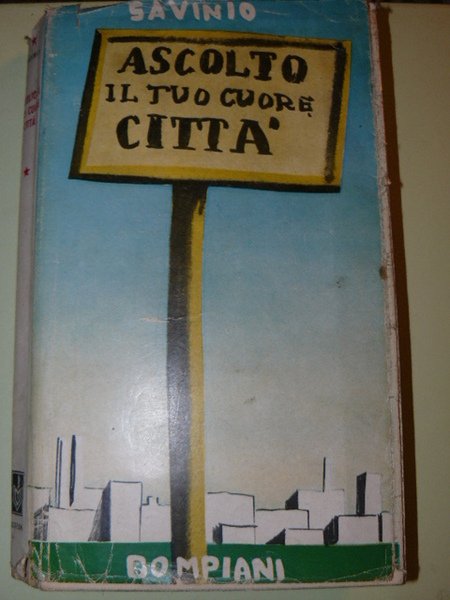 SAVINIO
ASCOLTO
IL TUO CUORE,
CITTA'
BOMPIANI